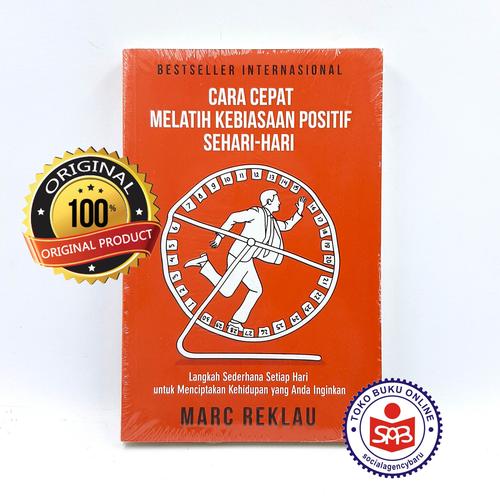 BESTSELLER INTERNASIONAL
CARA CEPAT
MELATIH KEBIASAAN POSITIF
SEHARI-HARI
ORIGINAL
100%
ORIGINAL PRODUCT
Langkah Sederhana Setiap Hari
untuk Menciptakan Kehidupan yang Anda Inginkan
MARC REKLAU
TOKO BUKU ONLINE
SAB
socialagencybaru